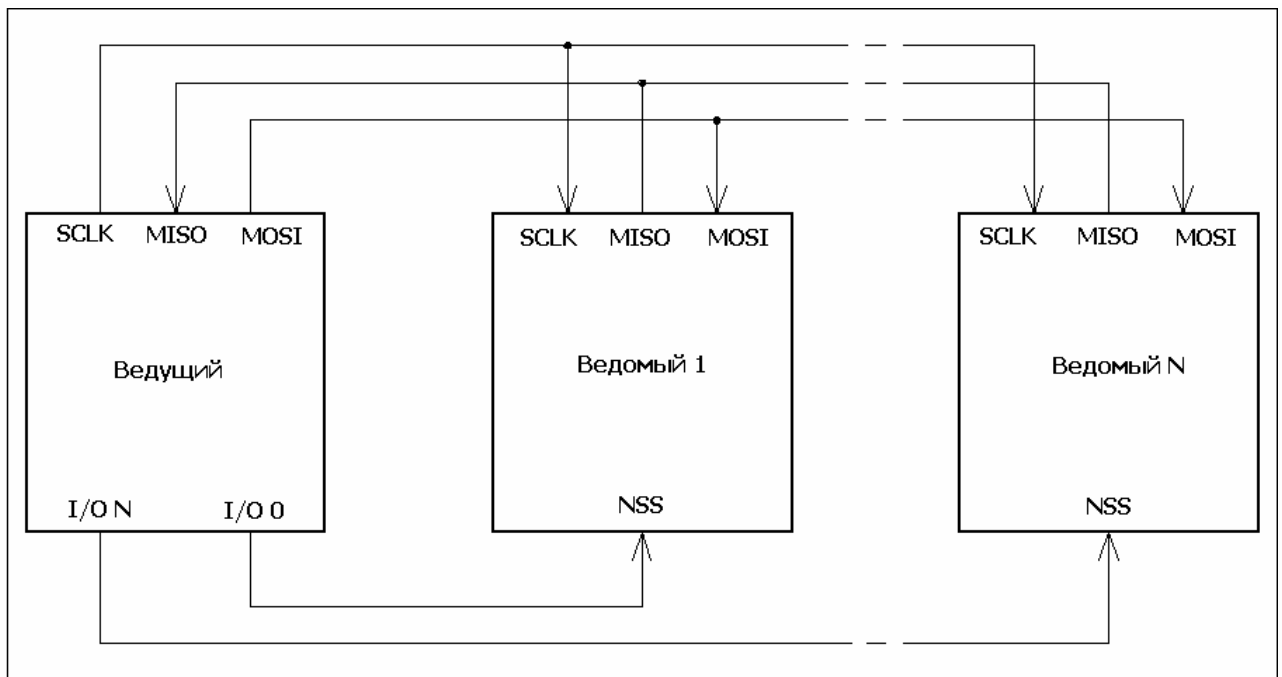 SCLK MISO MOSI
Ведущий
I/O N I/O 0
SCLK MISO MOSI
Ведомый 1
NSS
SCLK MISO MOSI
Ведомый N
NSS